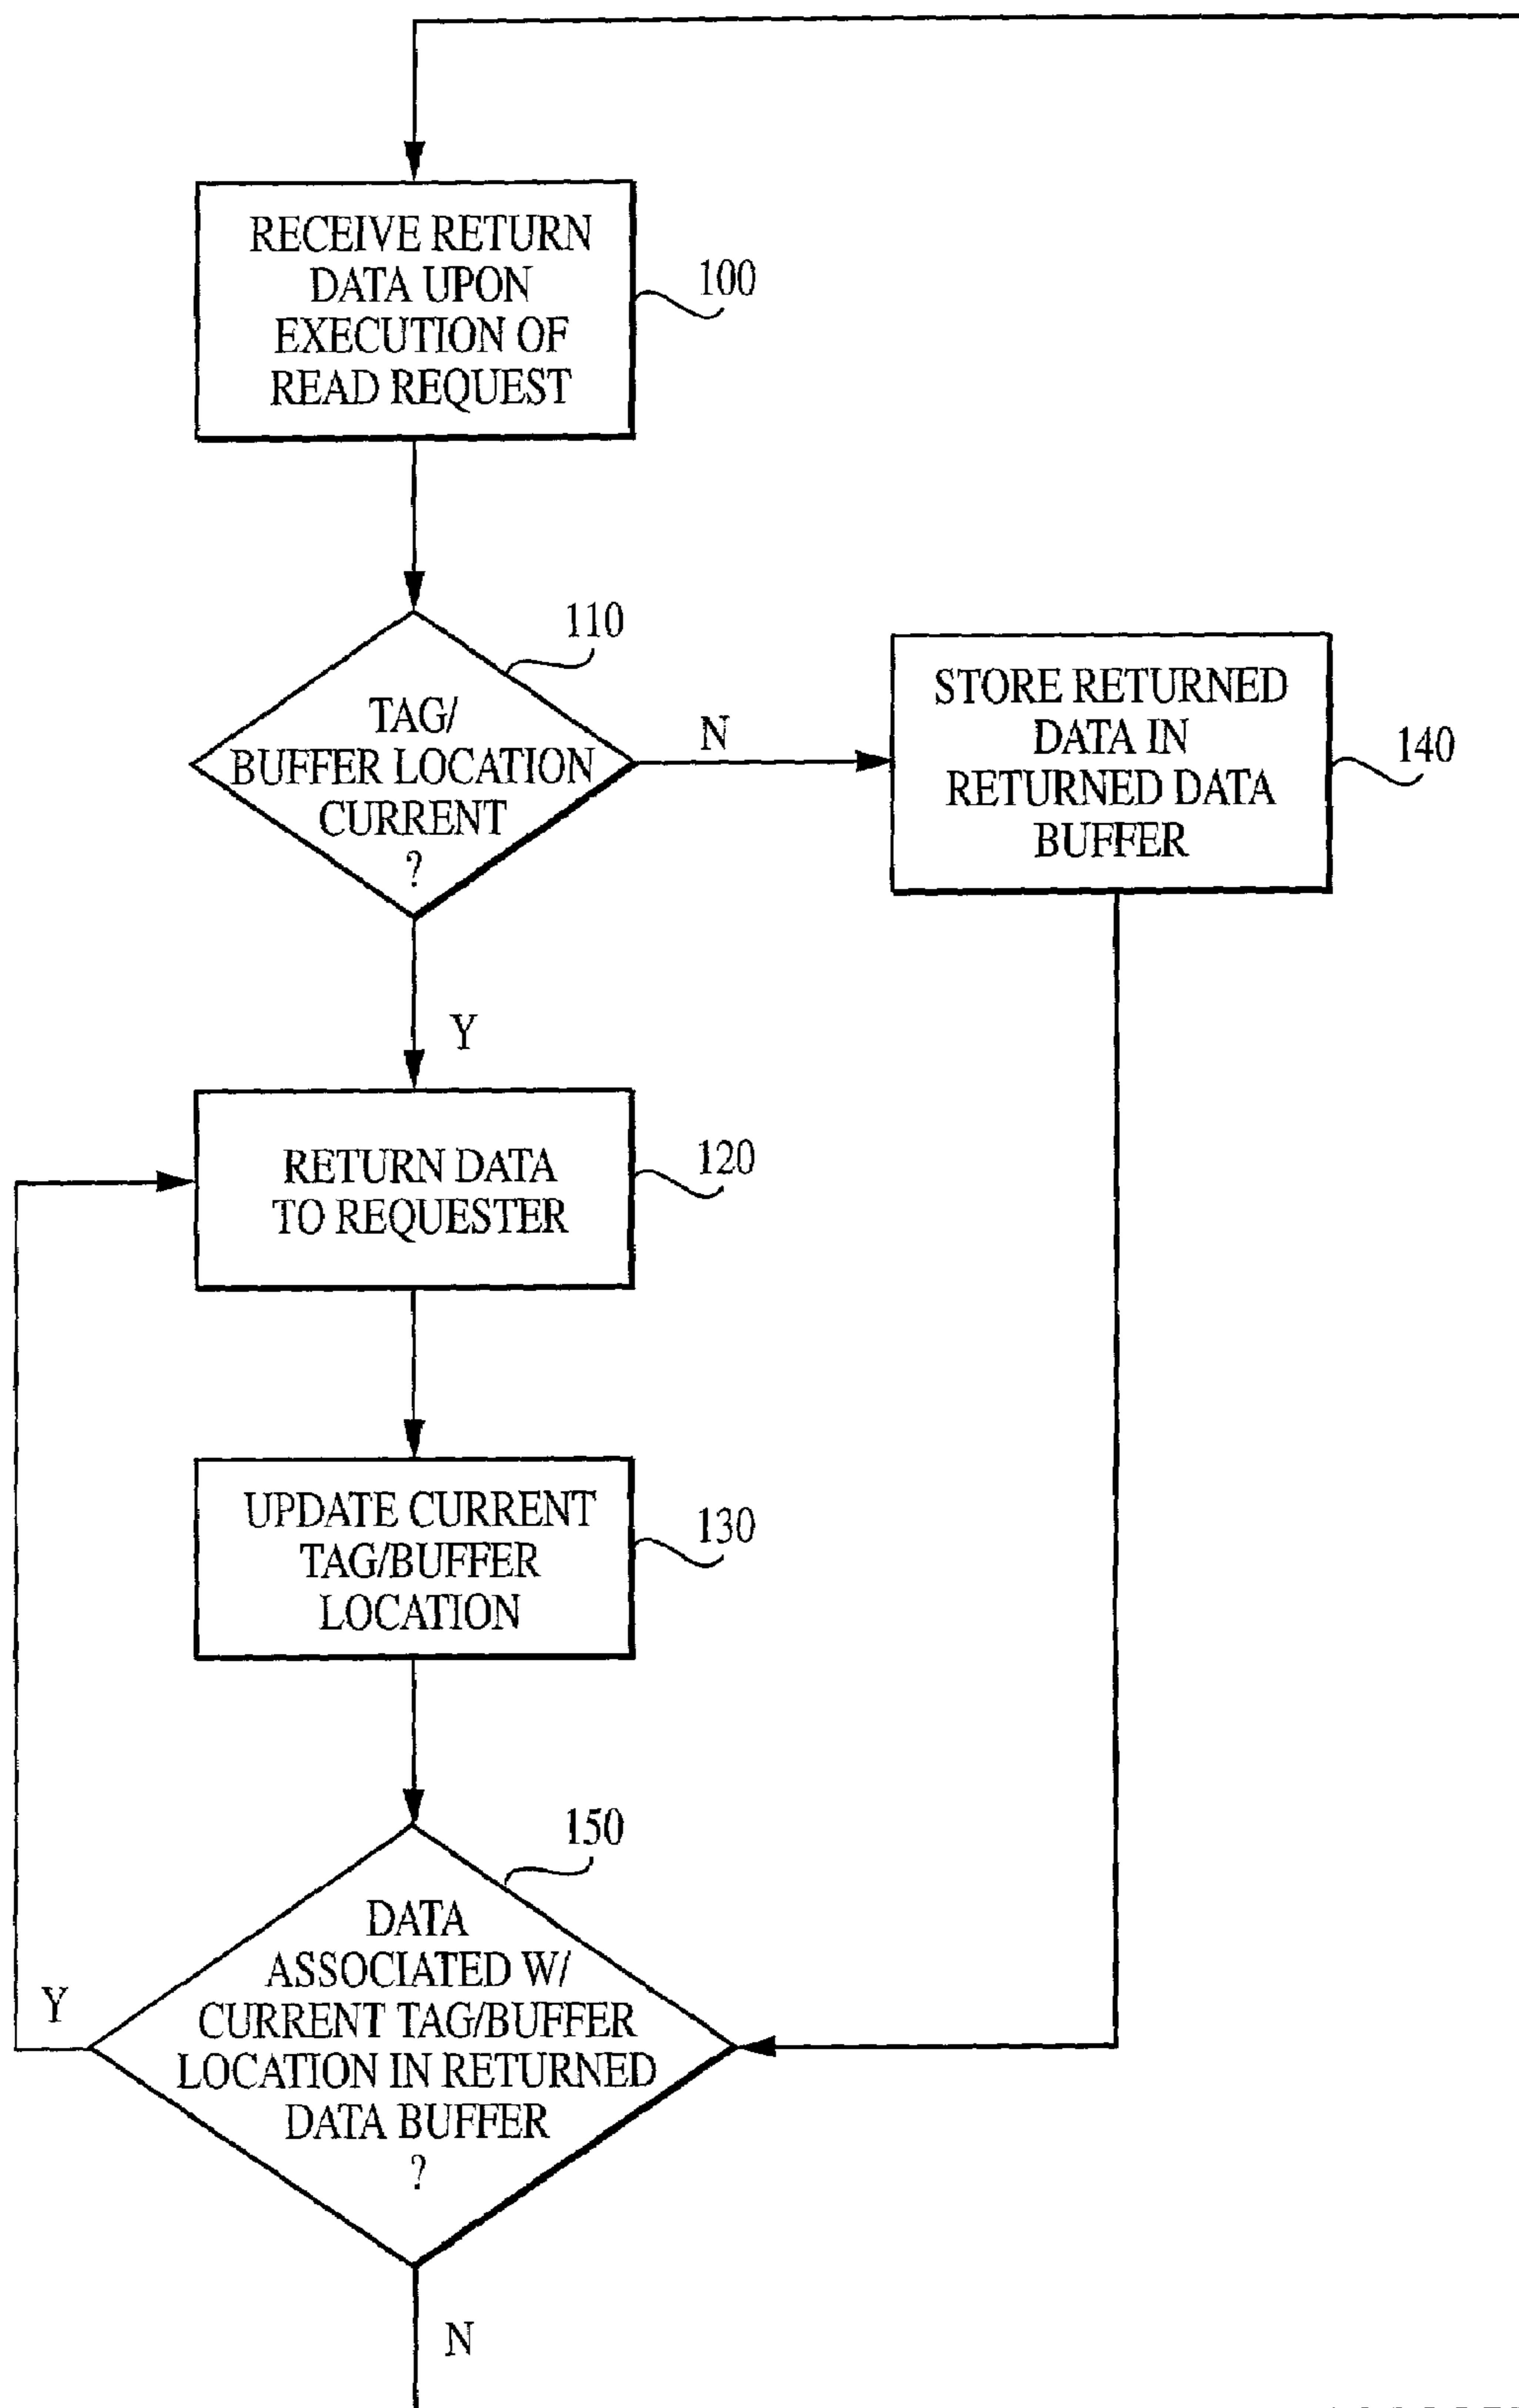 RECEIVE RETURN
DATA UPON
EXECUTION OF
READ REQUEST
100
110
TAG/
BUFFER LOCATION
CURRENT
?
N
STORE RETURNED
DATA IN
RETURNED DATA
BUFFER
140
Y
RETURN DATA
TO REQUESTER
120
UPDATE CURRENT
TAG/BUFFER
LOCATION
130
150
DATA
ASSOCIATED W/
CURRENT TAG/BUFFER
LOCATION IN RETURNED
DATA BUFFER
?
Y
N